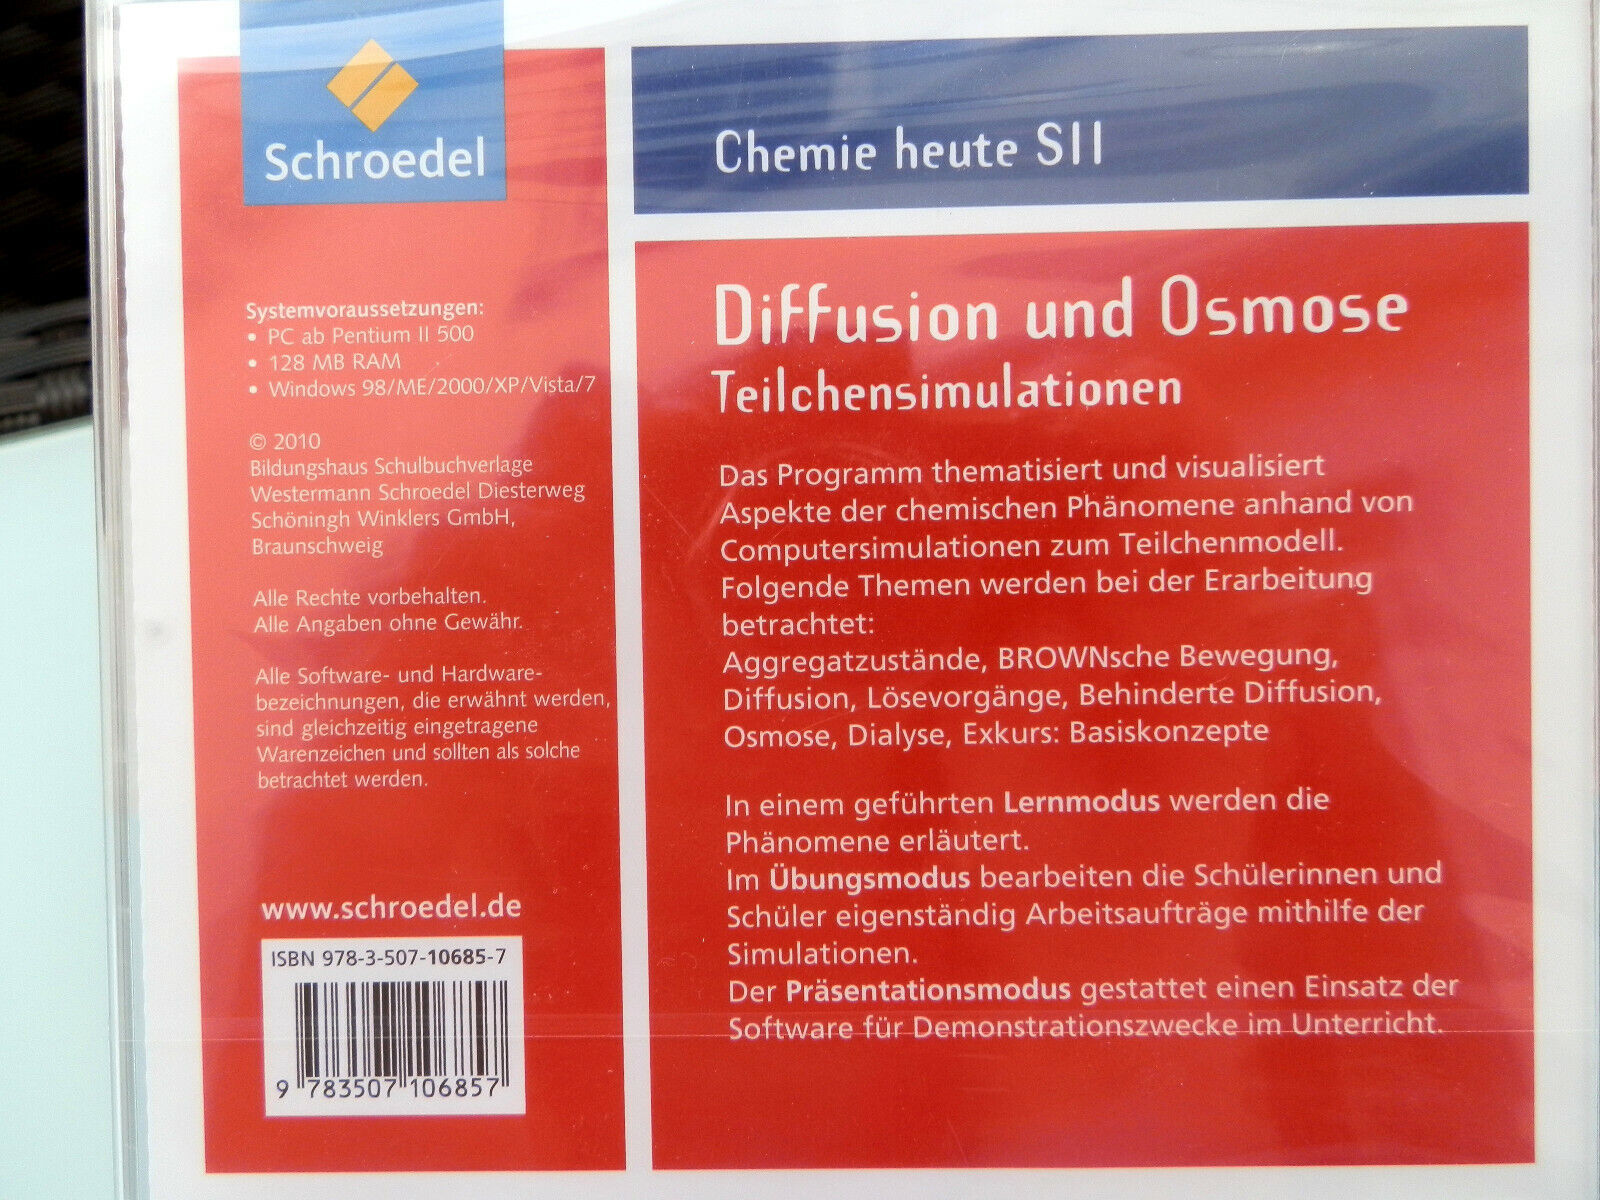 Schroedel
Systemvoraussetzungen:
• PC ab Pentium II 500
• 128 MB RAM
• Windows 98/ME/2000/XP/Vista/7
© 2010
Bildungshaus Schulbuchverlage
Westermann Schroedel Diesterweg
Schöningh Winklers GmbH,
Braunschweig
Alle Rechte vorbehalten.
Alle Angaben ohne Gewähr.
Alle Software- und Hardware-
bezeichnungen, die erwähnt werden,
sind gleichzeitig eingetragene
Warenzeichen und sollten als solche
betrachtet werden.
www.schroedel.de
ISBN 978-3-507-10685-7
9 783507 106857
Chemie heute SII
Diffusion und Osmose
Teilchensimulationen
Das Programm thematisiert und visualisiert
Aspekte der chemischen Phänomene anhand von
Computersimulationen zum Teilchenmodell.
Folgende Themen werden bei der Erarbeitung
betrachtet:
Aggregatzustände, BROWNsche Bewegung,
Diffusion, Lösevorgänge, Behinderte Diffusion,
Osmose, Dialyse, Exkurs: Basiskonzepte
In einem geführten Lernmodus werden die
Phänomene erläutert.
Im Übungsmodus bearbeiten die Schülerinnen und
Schüler eigenständig Arbeitsaufträge mithilfe der
Simulationen.
Der Präsentationsmodus gestattet einen Einsatz der
Software für Demonstrationszwecke im Unterricht.